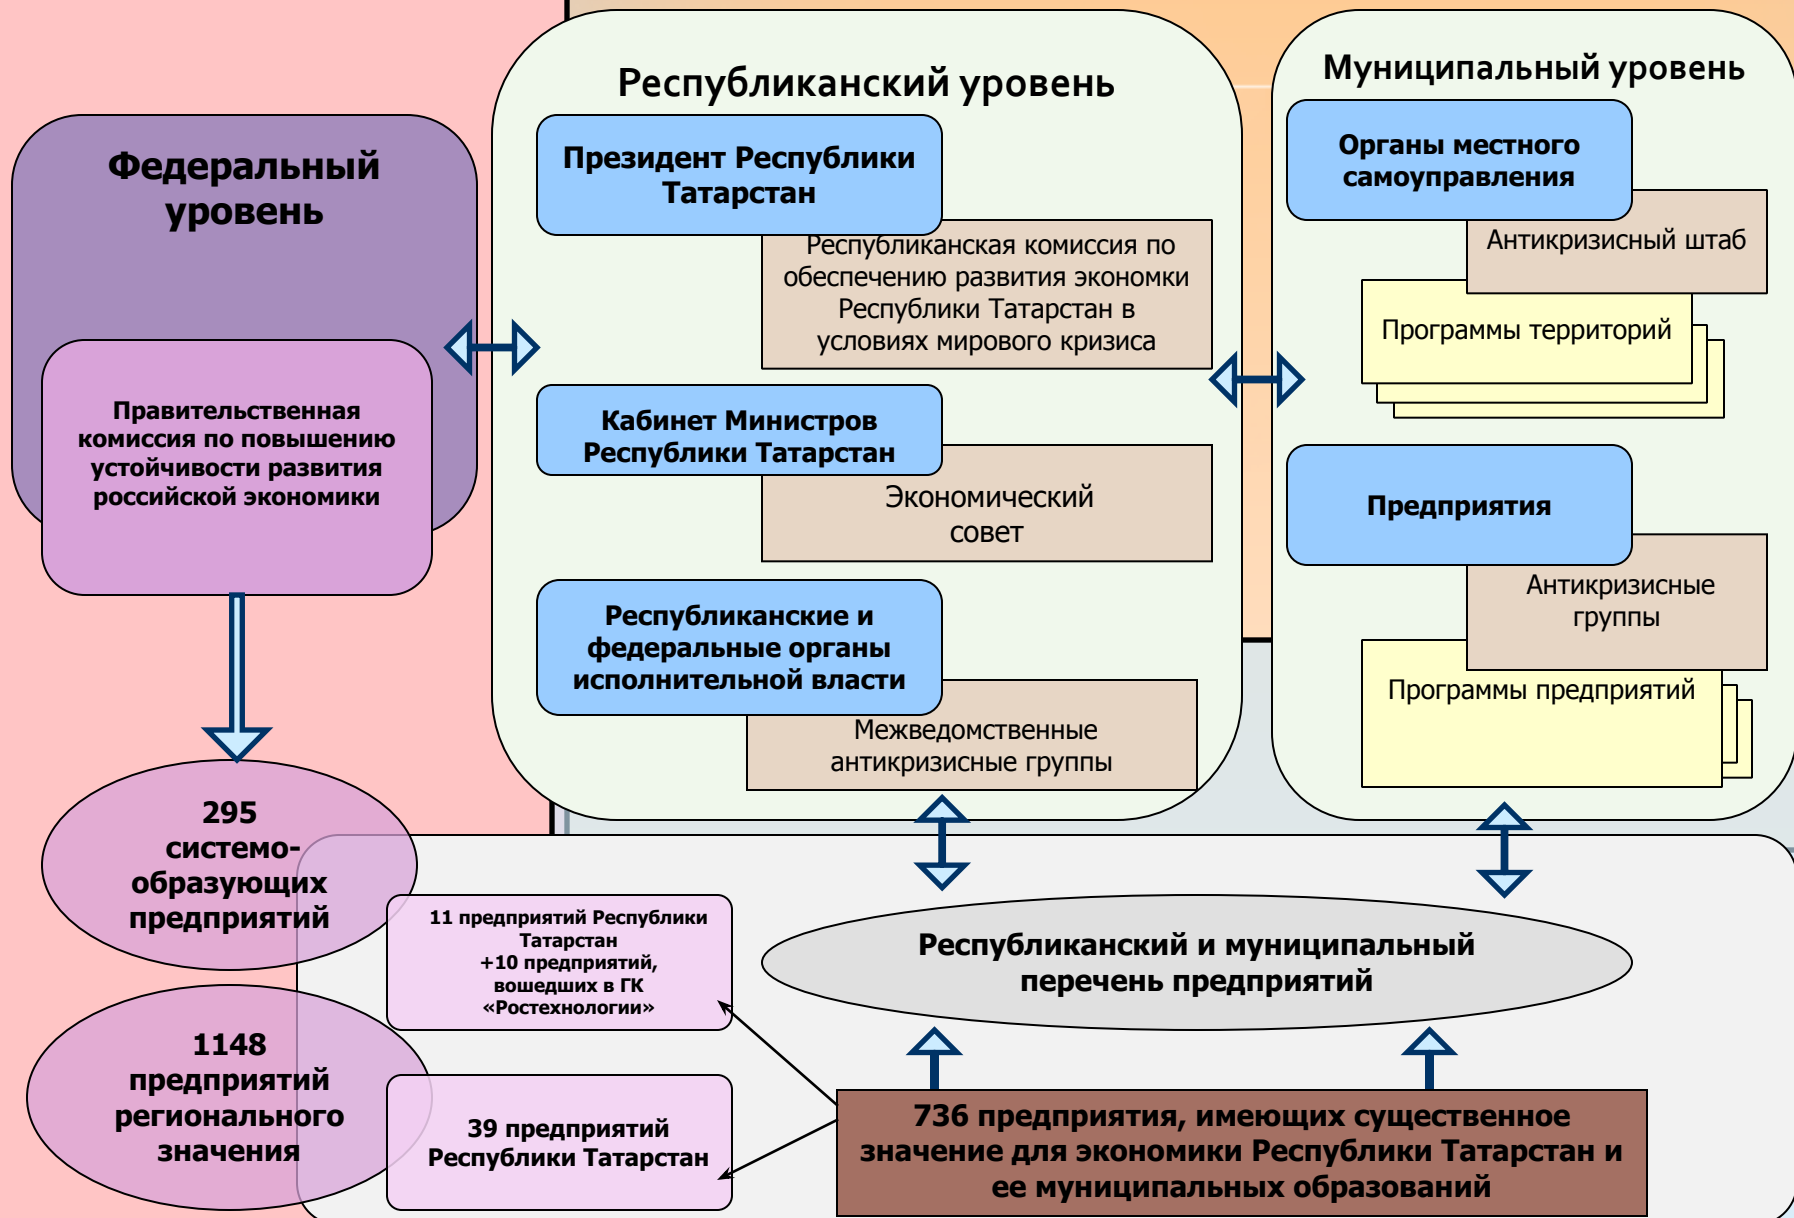 Федеральный
уровень
Правительственная
комиссия по повышению
устойчивости развития
российской экономики
295
системо-
образующих
предприятий
1148
предприятий
регионального
значения
Республиканский уровень
Президент Республики
Татарстан
Республиканская комиссия по
обеспечению развития экономки
Республики Татарстан в
условиях мирового кризиса
Кабинет Министров
Республики Татарстан
Экономический
совет
Республиканские и
федеральные органы
исполнительной власти
Межведомственные
антикризисные группы
Муниципальный уровень
Органы местного
самоуправления
Антикризисный штаб
Программы территорий
Предприятия
Антикризисные
группы
Программы предприятий
11 предприятий Республики
Татарстан
+10 предприятий,
вошедших в ГК
«Ростехнологии»
39 предприятий
Республики Татарстан
Республиканский и муниципальный
перечень предприятий
736 предприятия, имеющих существенное
значение для экономики Республики Татарстан и
ее муниципальных образований